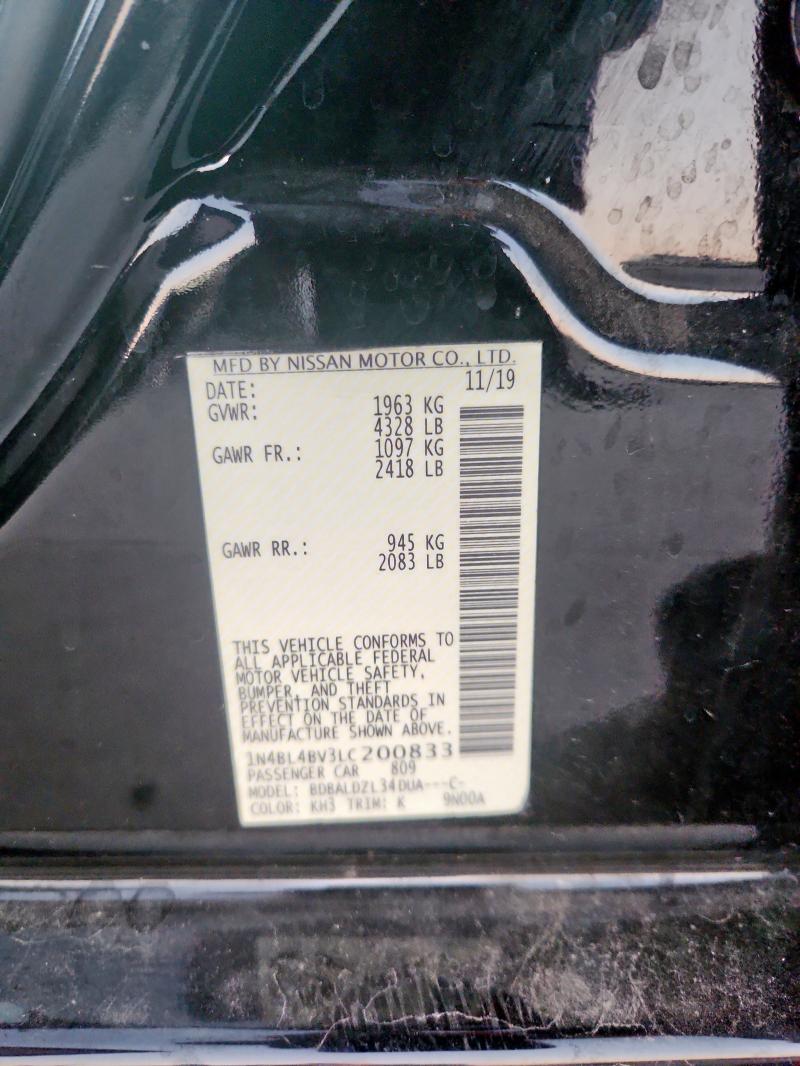 MFD BY NISSAN MOTOR CO., LTD.
DATE: 11/19
GVWR: 1963 KG
4328 LB
GAWR FR.: 1097 KG
2418 LB
GAWR RR.: 945 KG
2083 LB
THIS VEHICLE CONFORMS TO
ALL APPLICABLE FEDERAL
MOTOR VEHICLE SAFETY,
BUMPER, AND THEFT
PREVENTION STANDARDS IN
EFFECT ON THE DATE OF
MANUFACTURE SHOWN ABOVE.
1N4BL4BV3LC200833
PASSENGER CAR 809
MODEL: BDBALDZL34DUA---C-
COLOR: KH3 TRIM: K 9N00A